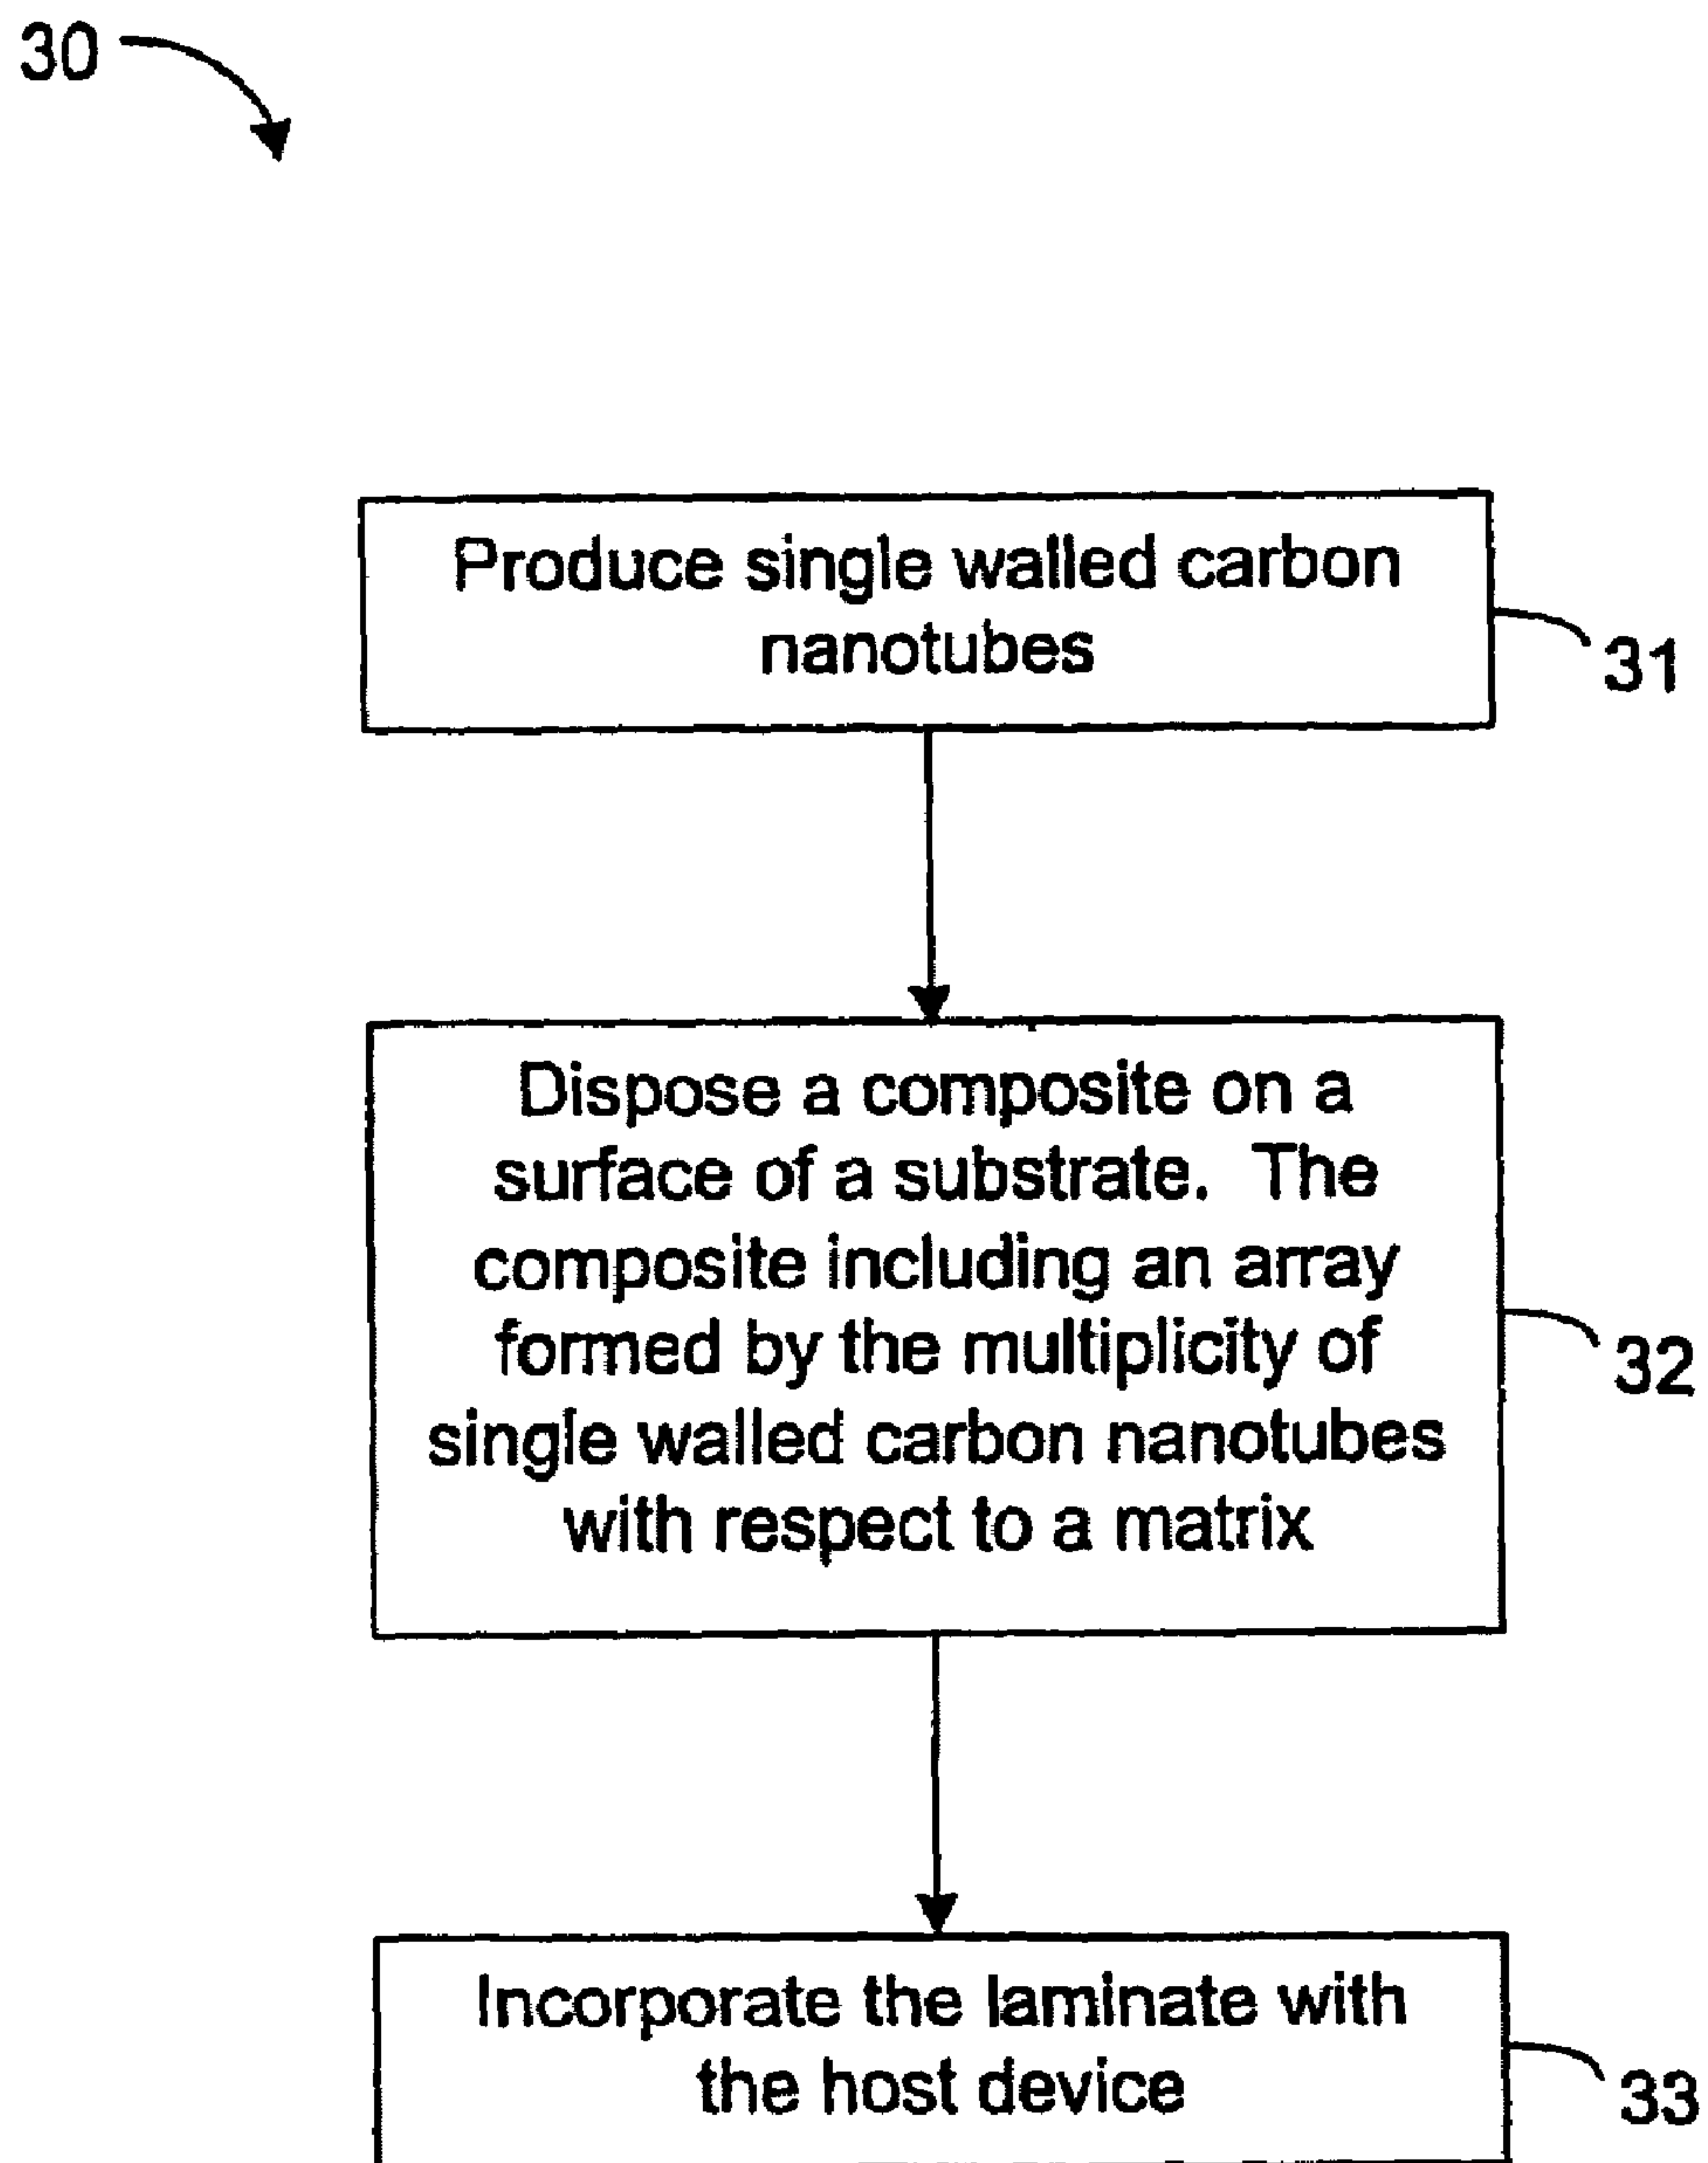 30
Produce single walled carbon
nanotubes
31
Dispose a composite on a
surface of a substrate. The
composite including an array
formed by the multiplicity of
single walled carbon nanotubes
with respect to a matrix
32
Incorporate the laminate with
the host device
33